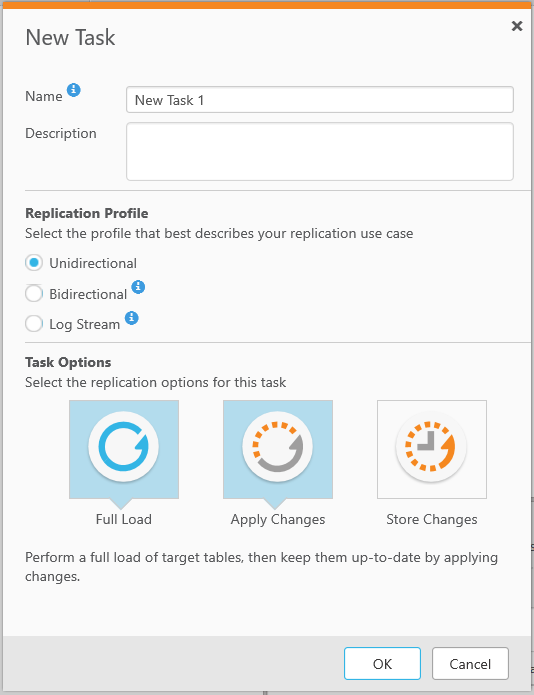 New Task
Name
New Task 1
Description
Replication Profile
Select the profile that best describes your replication use case
Unidirectional
Bidirectional
Log Stream
Task Options
Select the replication options for this task
Full Load
Apply Changes
Store Changes
Perform a full load of target tables, then keep them up-to-date by applying
changes.
OK
Cancel